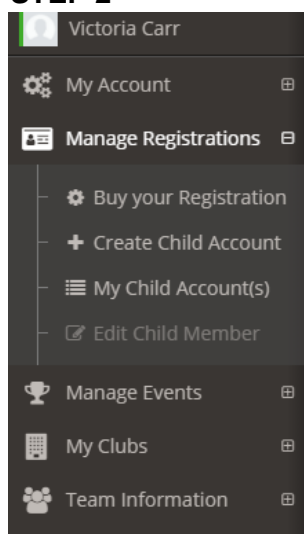 STEP 2
Victoria Carr
My Account
Manage Registrations
Buy your Registration
Create Child Account
My Child Account(s)
Edit Child Member
Manage Events
My Clubs
Team Information